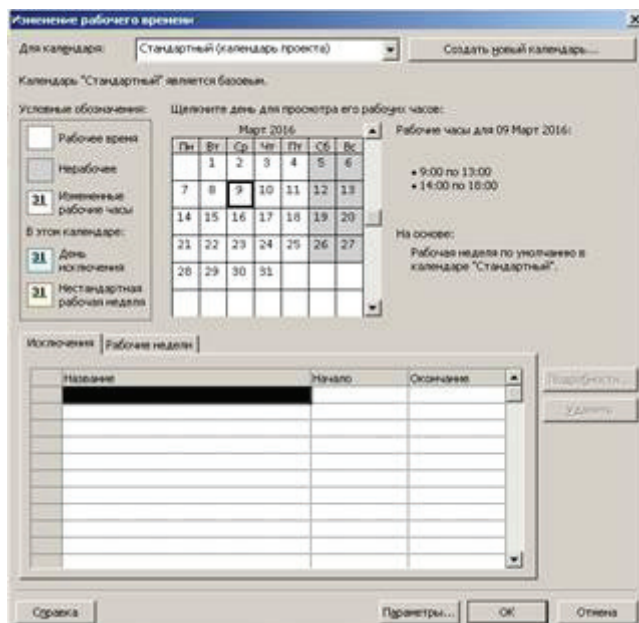 Изменение рабочего времени
Для календаря:
Стандартный (календарь проекта)
Создать новый календарь...
Календарь "Стандартный" является базовым.
Условные обозначения:
Рабочее время
Нерабочее
31 Измененные
рабочие часы
В этом календаре:
31 День
исключения
31 Нестандартная
рабочая неделя
Щелкните день для просмотра его рабочих часов:
Март 2016
Пн Вт Ср Чт Пт Сб Вс
1 2 3 4 5 6
7 8 9 10 11 12 13
14 15 16 17 18 19 20
21 22 23 24 25 26 27
28 29 30 31
Рабочие часы для 09 Март 2016:
• 9:00 по 13:00
• 14:00 по 18:00
На основе:
Рабочая неделя по умолчанию в
календаре "Стандартный".
Исключения
Рабочие недели
Название Начало Окончание
Подробности...
Удалить
Справка
Параметры...
OK
Отмена